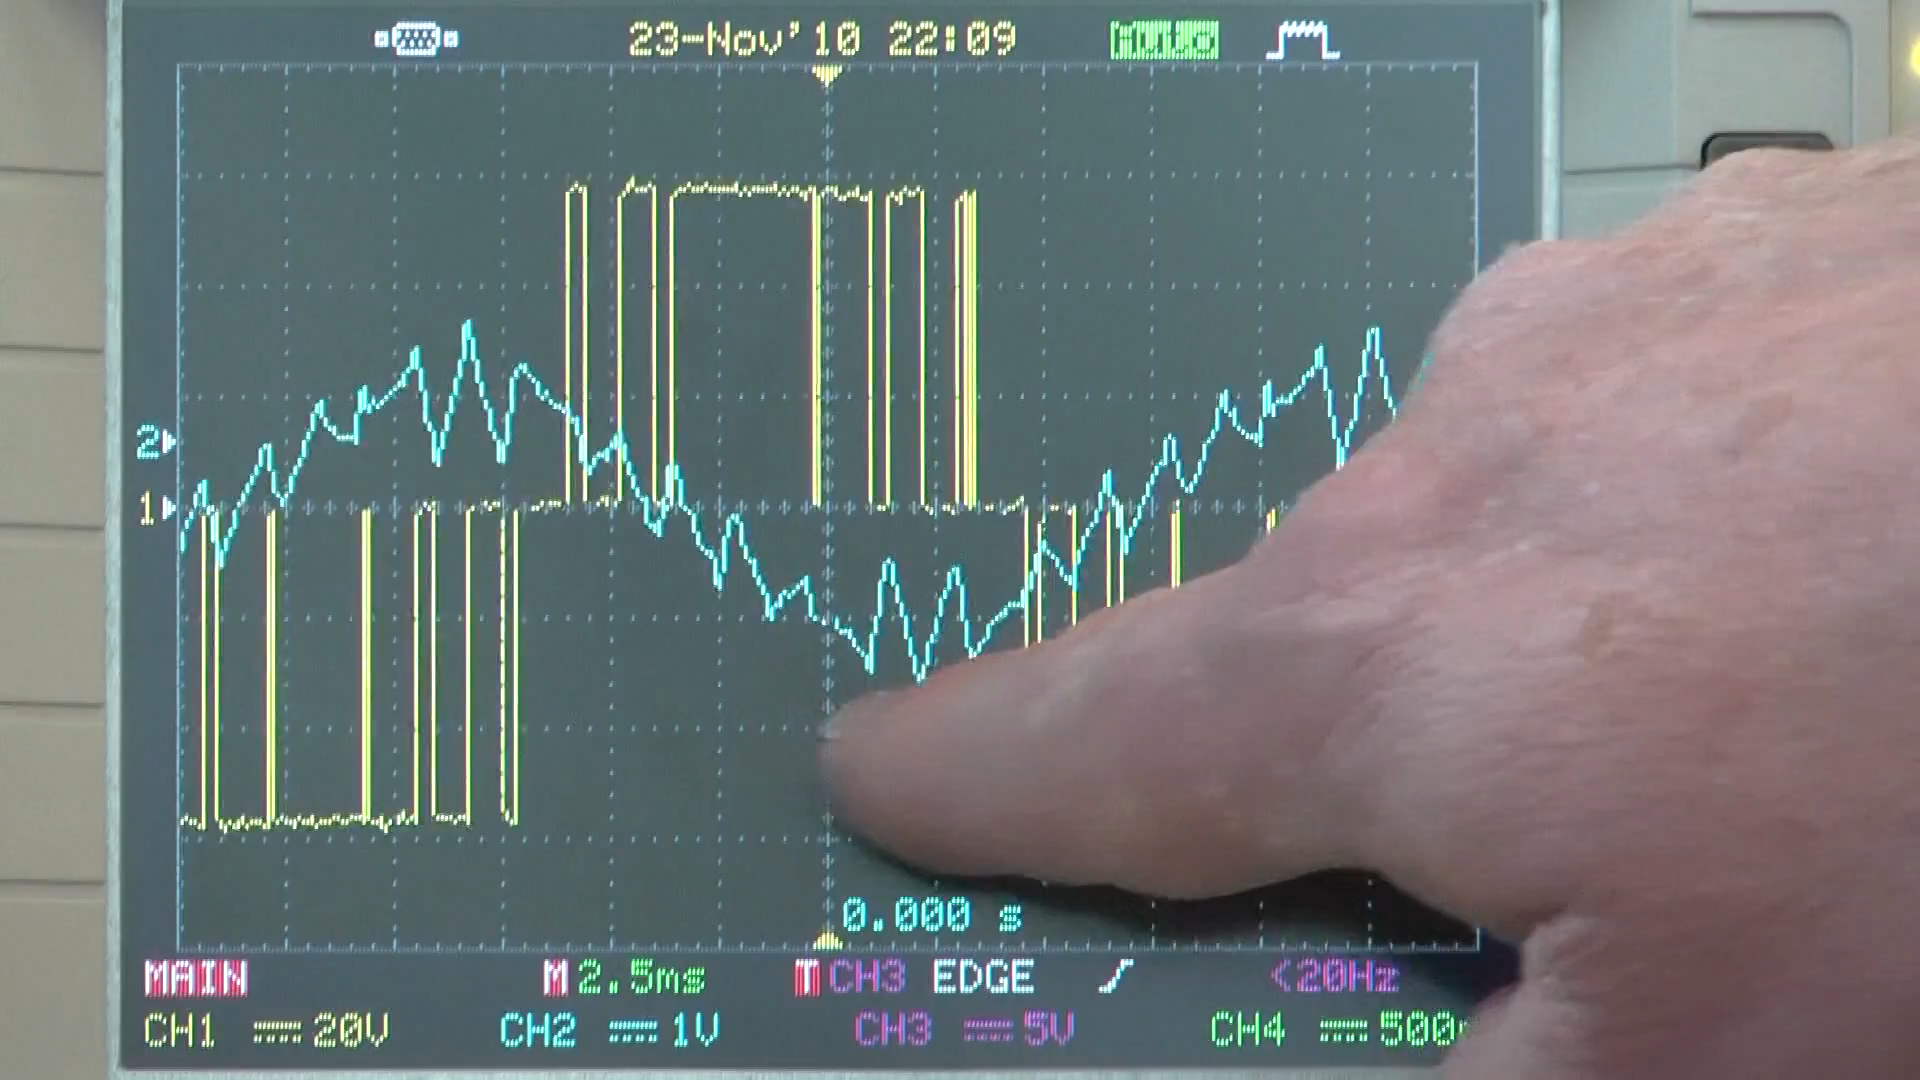 23-Nov'10 22:09
2
1
0.000 s
MAIN M 2.5ms T CH3 EDGE <20Hz
CH1 20V CH2 1V CH3 5V CH4 500